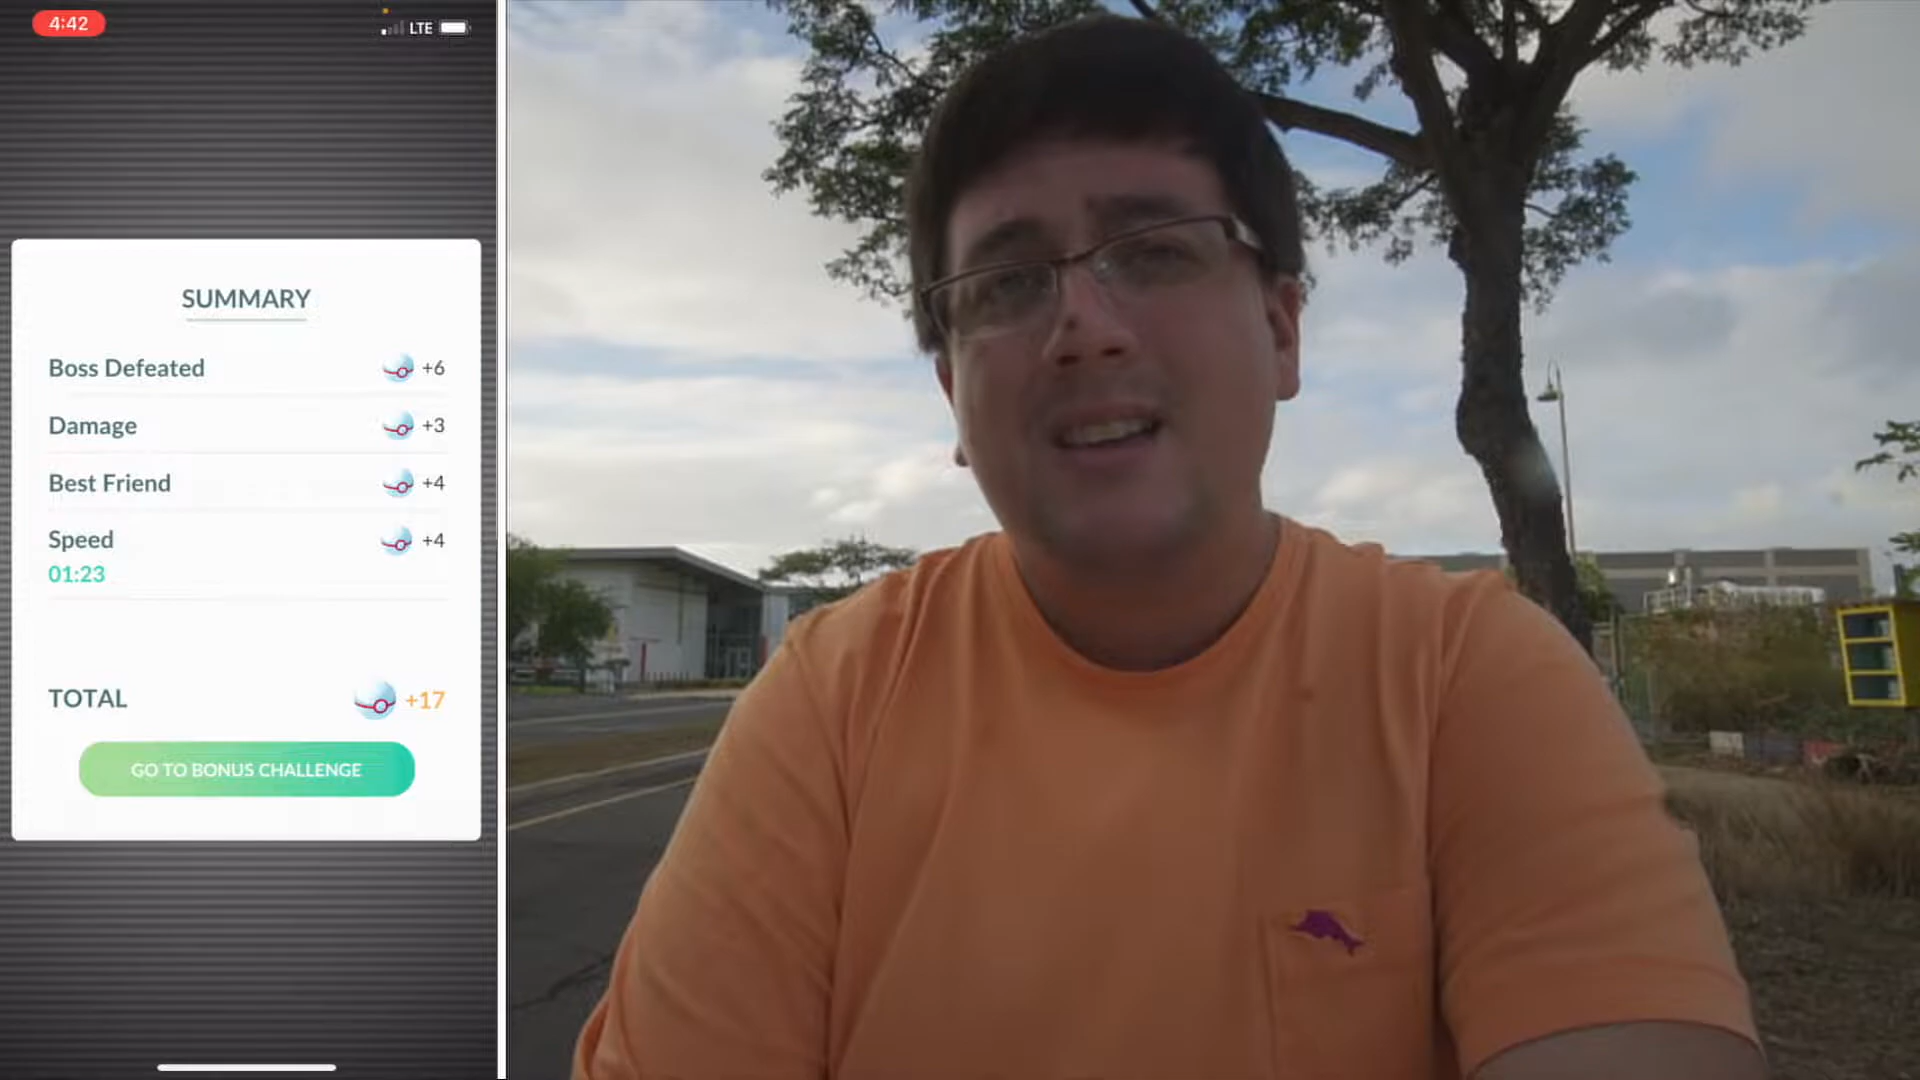 4:42
LTE
SUMMARY
Boss Defeated +6
Damage +3
Best Friend +4
Speed +4
01:23
TOTAL +17
GO TO BONUS CHALLENGE